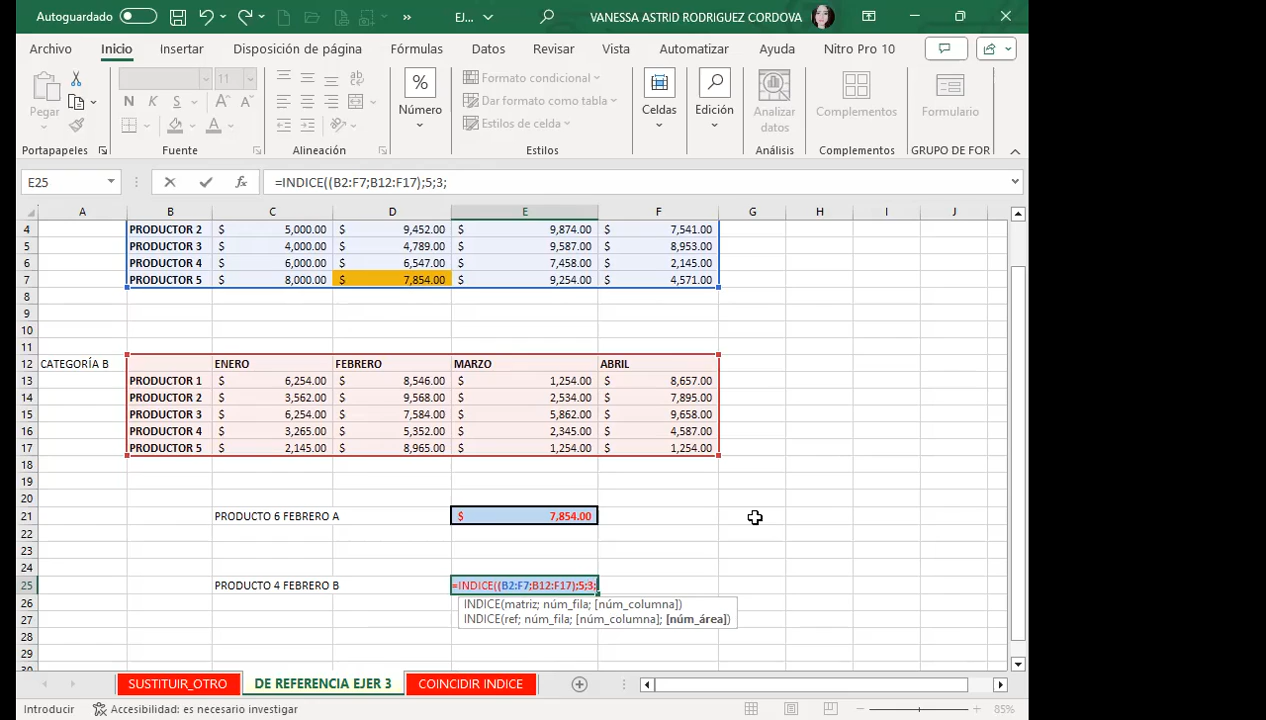 Autoguardado EJ... VANESSA ASTRID RODRIGUEZ CORDOVA
Archivo Inicio Insertar Disposición de página Fórmulas Datos Revisar Vista Automatizar Ayuda Nitro Pro 10
Pegar 11 N K S A A A ab % Número Formato condicional Dar formato como tabla Estilos de celda Celdas Edición Analizar datos Complementos Formulario
Portapapeles Fuente Alineación Estilos Análisis Complementos GRUPO DE FOR
E25 fx =INDICE((B2:F7;B12:F17);5;3;
A B C D E F G H I J
4 PRODUCTOR 2 $ 5,000.00 $ 9,452.00 $ 9,874.00 $ 7,541.00
5 PRODUCTOR 3 $ 4,000.00 $ 4,789.00 $ 9,587.00 $ 8,953.00
6 PRODUCTOR 4 $ 6,000.00 $ 6,547.00 $ 7,458.00 $ 2,145.00
7 PRODUCTOR 5 $ 8,000.00 $ 7,854.00 $ 9,254.00 $ 4,571.00
8
9
10
11
12 CATEGORÍA B ENERO FEBRERO MARZO ABRIL
13 PRODUCTOR 1 $ 6,254.00 $ 8,546.00 $ 1,254.00 $ 8,657.00
14 PRODUCTOR 2 $ 3,562.00 $ 9,568.00 $ 2,534.00 $ 7,895.00
15 PRODUCTOR 3 $ 6,254.00 $ 7,584.00 $ 5,862.00 $ 9,658.00
16 PRODUCTOR 4 $ 3,265.00 $ 5,352.00 $ 2,345.00 $ 4,587.00
17 PRODUCTOR 5 $ 2,145.00 $ 8,965.00 $ 1,254.00 $ 1,254.00
18
19
20
21 PRODUCTO 6 FEBRERO A $ 7,854.00
22
23
24
25 PRODUCTO 4 FEBRERO B =INDICE((B2:F7;B12:F17);5;3;
26 INDICE(matriz; núm_fila; [núm_columna])
27 INDICE(ref; núm_fila; [núm_columna]; [núm_área])
28
29
30
SUSTITUIR_OTRO DE REFERENCIA EJER 3 COINCIDIR INDICE
Introducir Accesibilidad: es necesario investigar 85%